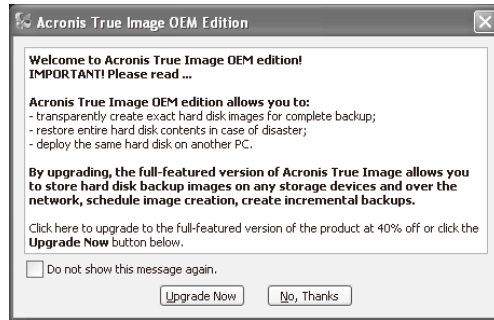 Acronis True Image OEM Edition
Welcome to Acronis True Image OEM edition!
IMPORTANT! Please read ...
Acronis True Image OEM edition allows you to:
- transparently create exact hard disk images for complete backup;
- restore entire hard disk contents in case of disaster;
- deploy the same hard disk on another PC.
By upgrading, the full-featured version of Acronis True Image allows you
to store hard disk backup images on any storage devices and over the
network, schedule image creation, create incremental backups.
Click here to upgrade to the full-featured version of the product at 40% off or click the
Upgrade Now button below.
Do not show this message again.
Upgrade Now No, Thanks